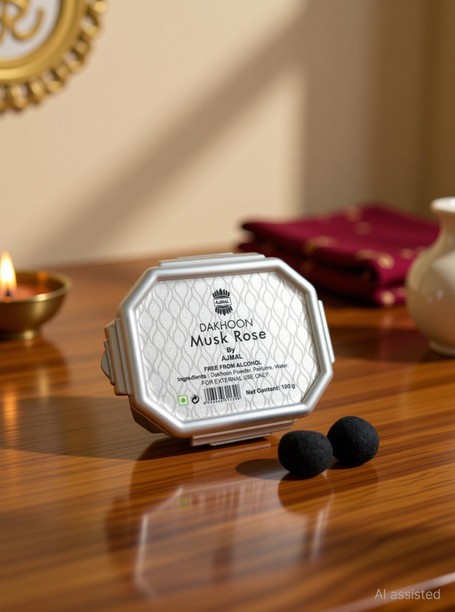 AJMAL
DAKHOON
Musk Rose
By
AJMAL
FREE FROM ALCOHOL
Ingredients : Dakhoon Powder, Perfumes, Water.
FOR EXTERNAL USE ONLY
Net Content: 100 g
AI assisted